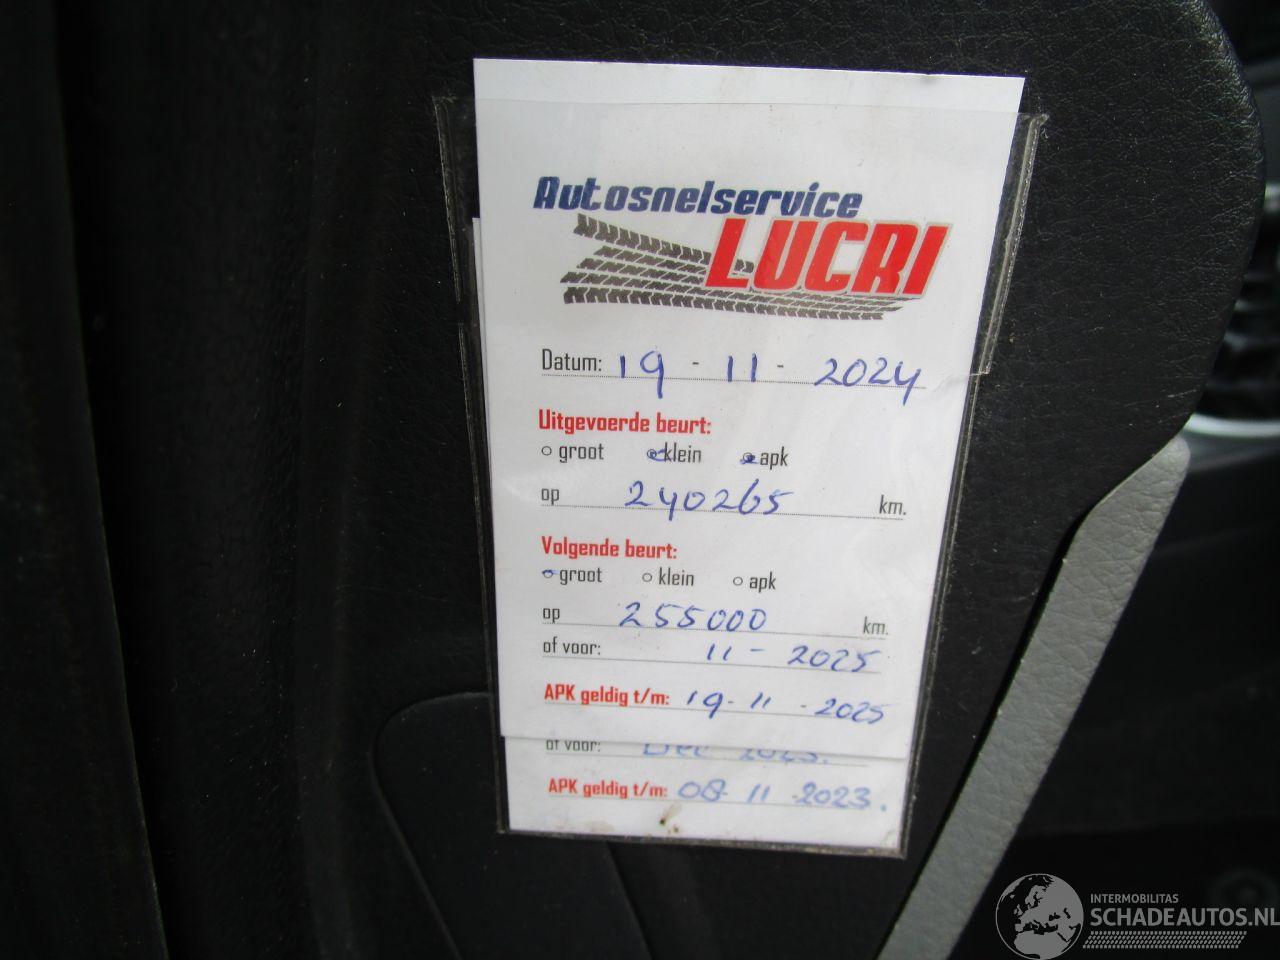 Autosnelservice
LUCRI
Datum: 19 - 11 - 2024
Uitgevoerde beurt:
groot klein apk
op 240265 km.
Volgende beurt:
groot klein apk
op 255000 km.
of voor: 11 - 2025
APK geldig t/m: 19 - 11 - 2025
of voor: Dec 2023.
APK geldig t/m: 08-11-2023.
INTERMOBILITAS
SCHADEAUTOS.NL